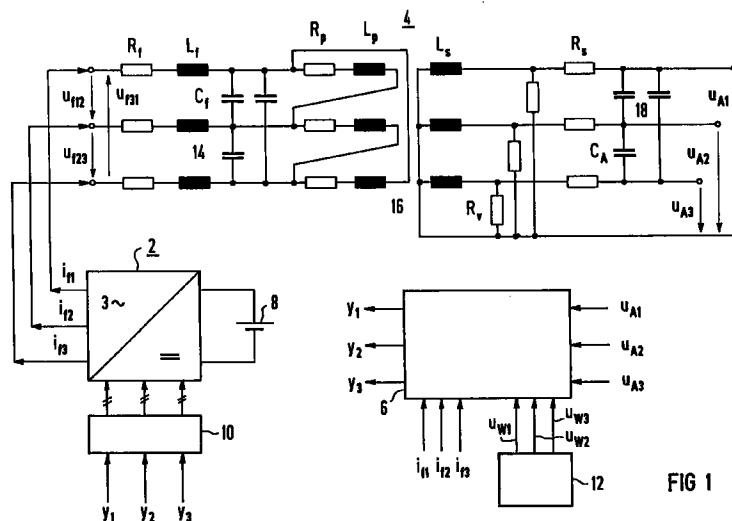 4
R_f L_f R_p L_p L_s R_s
u_f12 u_f31 C_f 18 u_A1
u_f23 14 C_A u_A2
16 R_v u_A3
2
i_f1 3~ 8
i_f2
i_f3 =
10
y_1 y_2 y_3
y_1 u_A1
y_2 u_A2
y_3 u_A3
6
i_f1 i_f2 i_f3 u_W1 u_W2 u_W3
12
FIG 1